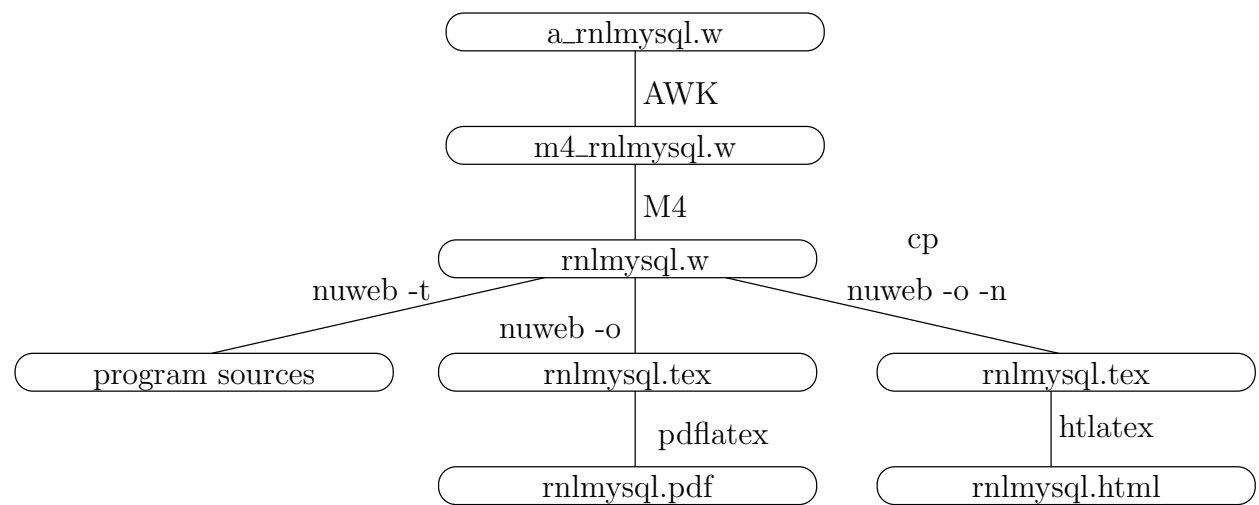 a_rnlmysql.w
AWK
m4_rnlmysql.w
M4
cp
rnlmysql.w
nuweb -t
nuweb -o -n
nuweb -o
program sources
rnlmysql.tex
rnlmysql.tex
pdflatex
htlatex
rnlmysql.pdf
rnlmysql.html